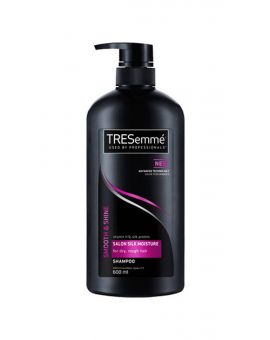 TRESemmé
USED BY PROFESSIONALS
NEW
SMOOTH & SHINE
SALON SILK MOISTURE
for dry, rough hair
SHAMPOO
600 ml